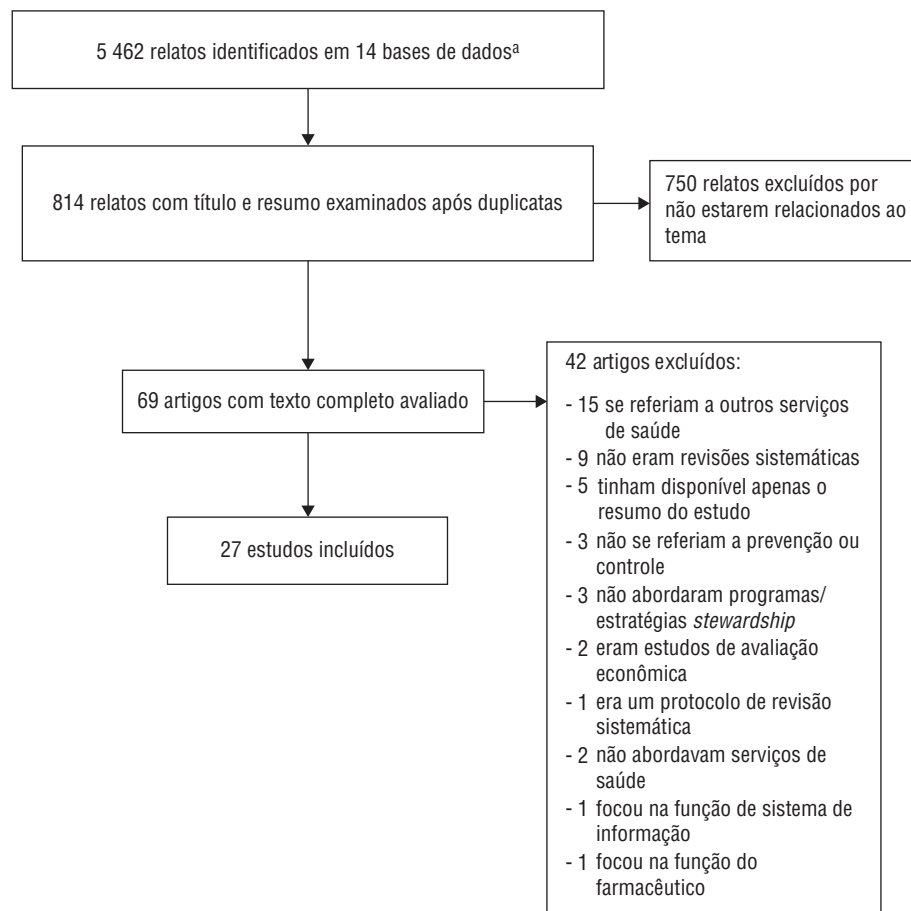 5 462 relatos identificados em 14 bases de dadosª
814 relatos com título e resumo examinados após duplicatas
750 relatos excluídos por
não estarem relacionados ao
tema
69 artigos com texto completo avaliado
42 artigos excluídos:
- 15 se referiam a outros serviços
de saúde
- 9 não eram revisões sistemáticas
- 5 tinham disponível apenas o
resumo do estudo
- 3 não se referiam a prevenção ou
controle
- 3 não abordaram programas/
estratégias stewardship
- 2 eram estudos de avaliação
econômica
- 1 era um protocolo de revisão
sistemática
- 2 não abordavam serviços de
saúde
- 1 focou na função de sistema de
informação
- 1 focou na função do
farmacêutico
27 estudos incluídos